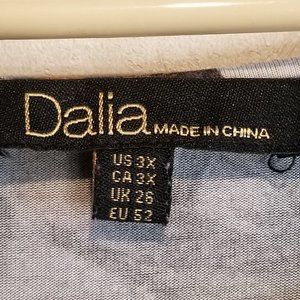 Dalia MADE IN CHINA
US 3X
CA 3X
UK 26
EU 52